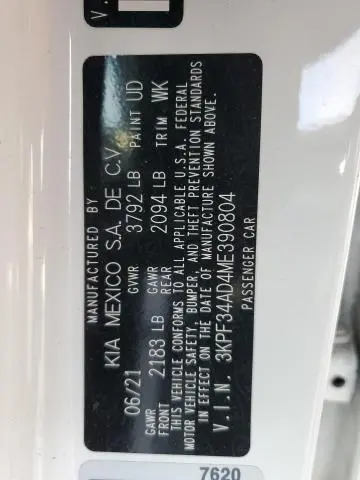 MANUFACTURED BY
KIA MEXICO S.A. DE C.V.
06/21 GVWR 3792 LB PAINT UD
GAWR FRONT 2183 LB GAWR REAR 2094 LB TRIM WK
THIS VEHICLE CONFORMS TO ALL APPLICABLE U.S.A. FEDERAL
MOTOR VEHICLE SAFETY, BUMPER, AND THEFT PREVENTION STANDARDS
IN EFFECT ON THE DATE OF MANUFACTURE SHOWN ABOVE.
V.I.N. 3KPF34AD4ME390804
PASSENGER CAR
7620